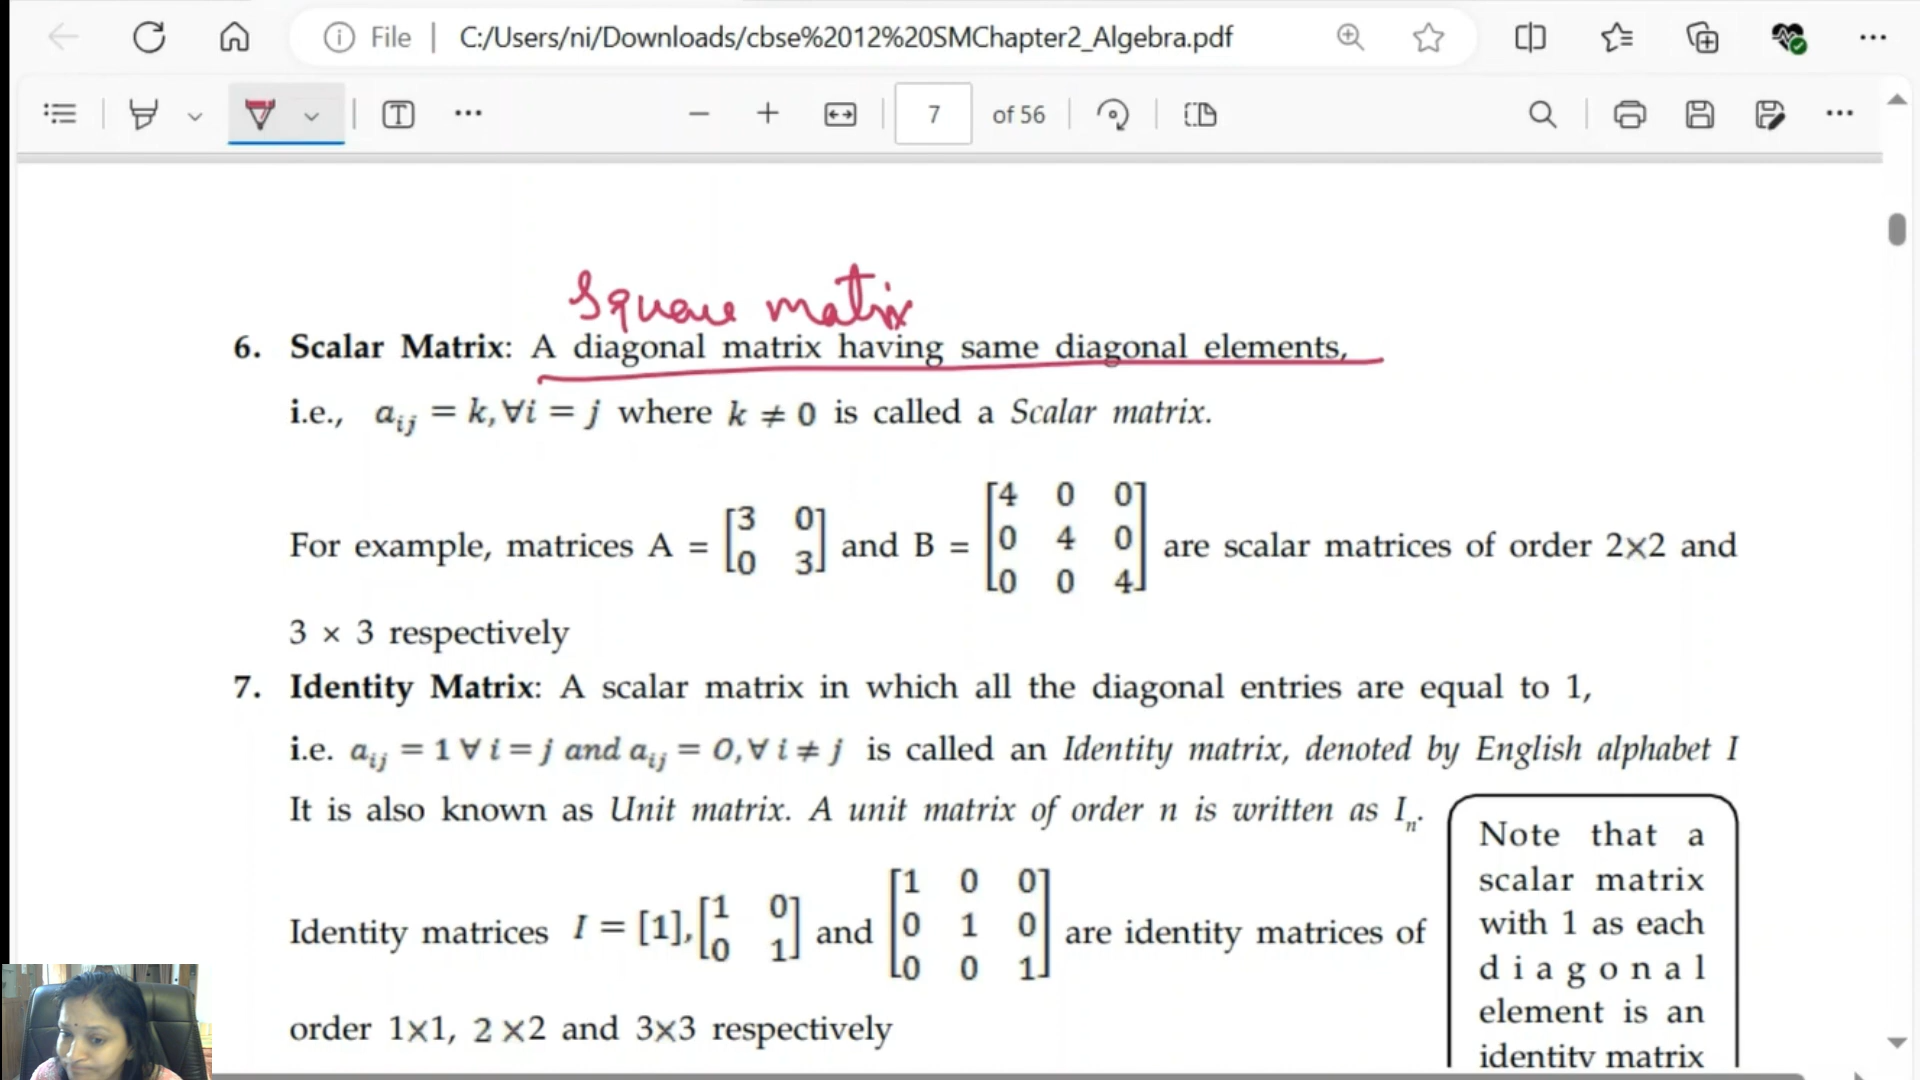 File | C:/Users/ni/Downloads/cbse%2012%20SMChapter2_Algebra.pdf
7 of 56
Square matrix
6. Scalar Matrix: A diagonal matrix having same diagonal elements,
i.e., aᵢⱼ = k, ∀i = j where k ≠ 0 is called a Scalar matrix.
For example, matrices A = [3 0; 0 3] and B = [4 0 0; 0 4 0; 0 0 4] are scalar matrices of order 2×2 and
3 × 3 respectively
7. Identity Matrix: A scalar matrix in which all the diagonal entries are equal to 1,
i.e. aᵢⱼ = 1 ∀ i = j and aᵢⱼ = 0, ∀ i ≠ j is called an Identity matrix, denoted by English alphabet I
It is also known as Unit matrix. A unit matrix of order n is written as Iₙ.
Identity matrices I = [1], [1 0; 0 1] and [1 0 0; 0 1 0; 0 0 1] are identity matrices of
order 1×1, 2 ×2 and 3×3 respectively
Note that a
scalar matrix
with 1 as each
diagonal
element is an
identity matrix